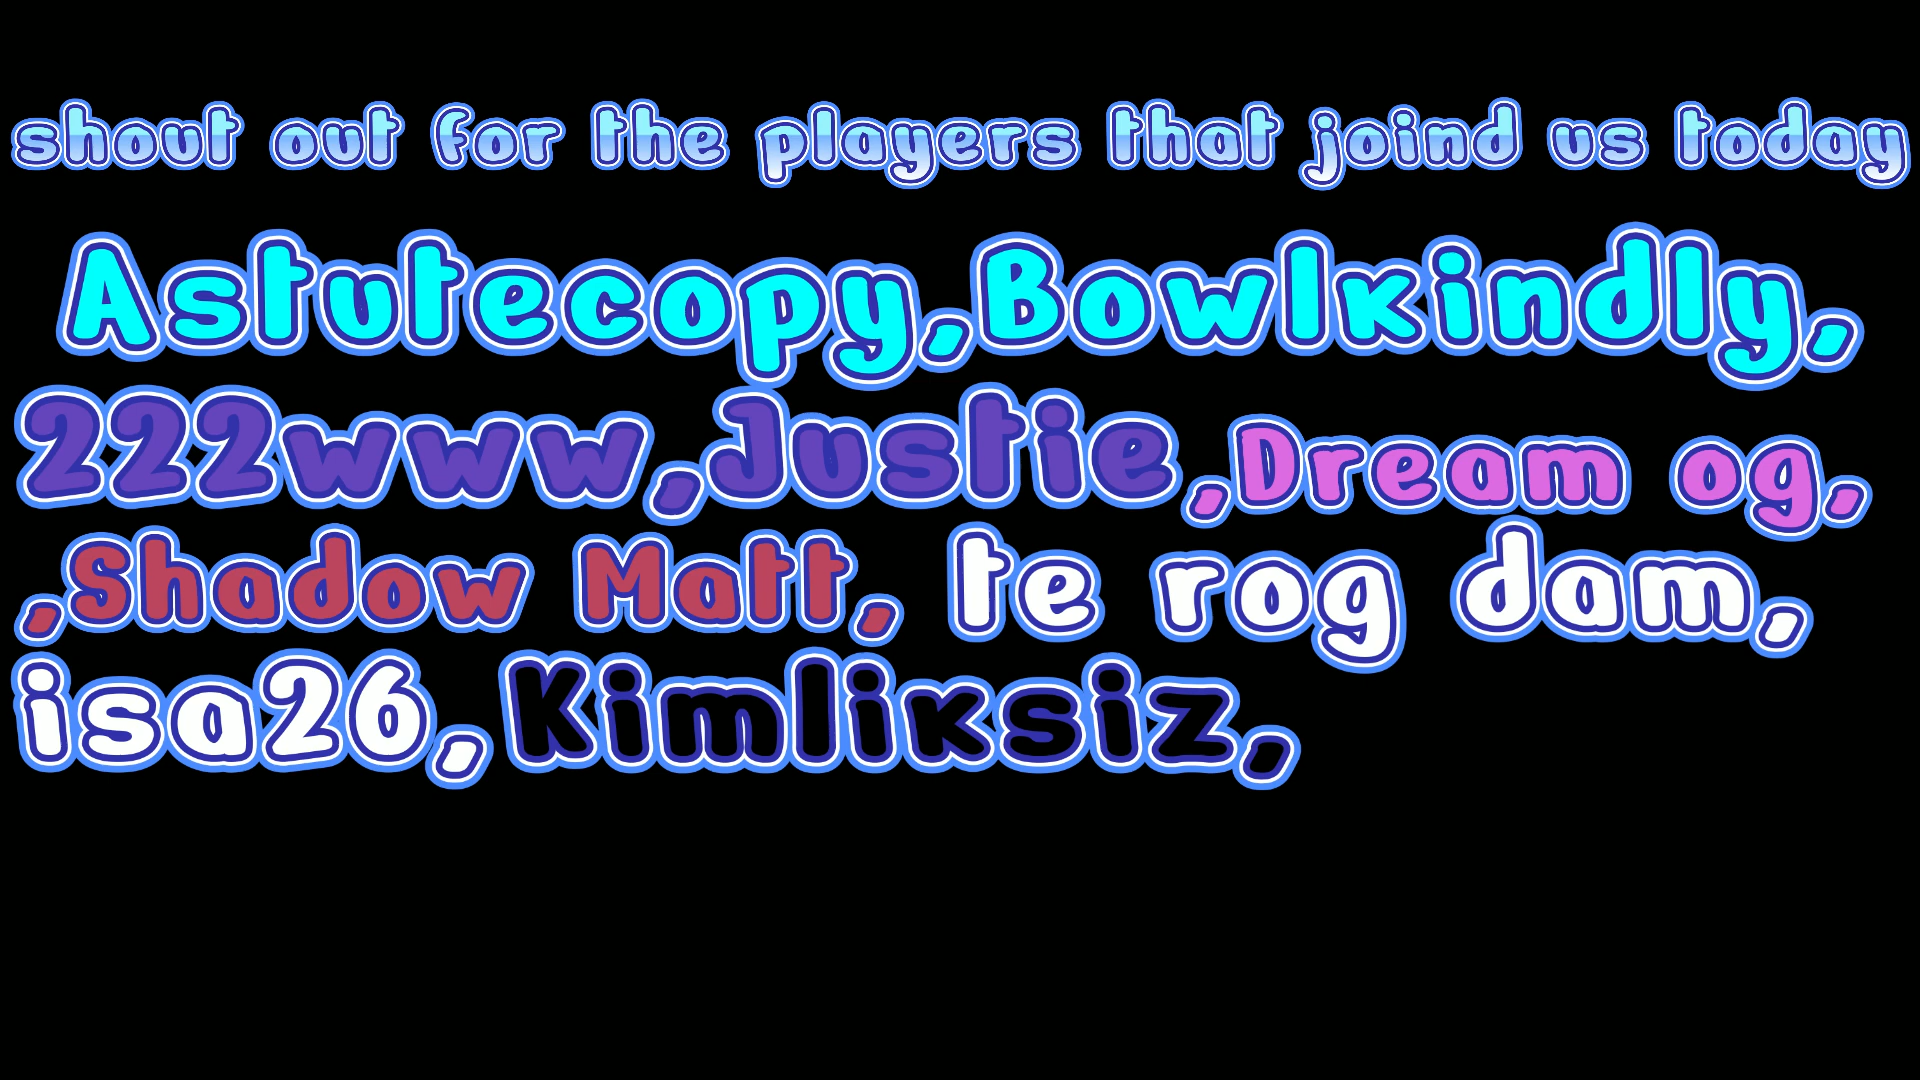 shout out for the players that joind us today
Astutecopy,Bowlkindly,
222www,Justie,Dream og,
,Shadow Matt, te rog dam,
isa26,Kimliksiz,